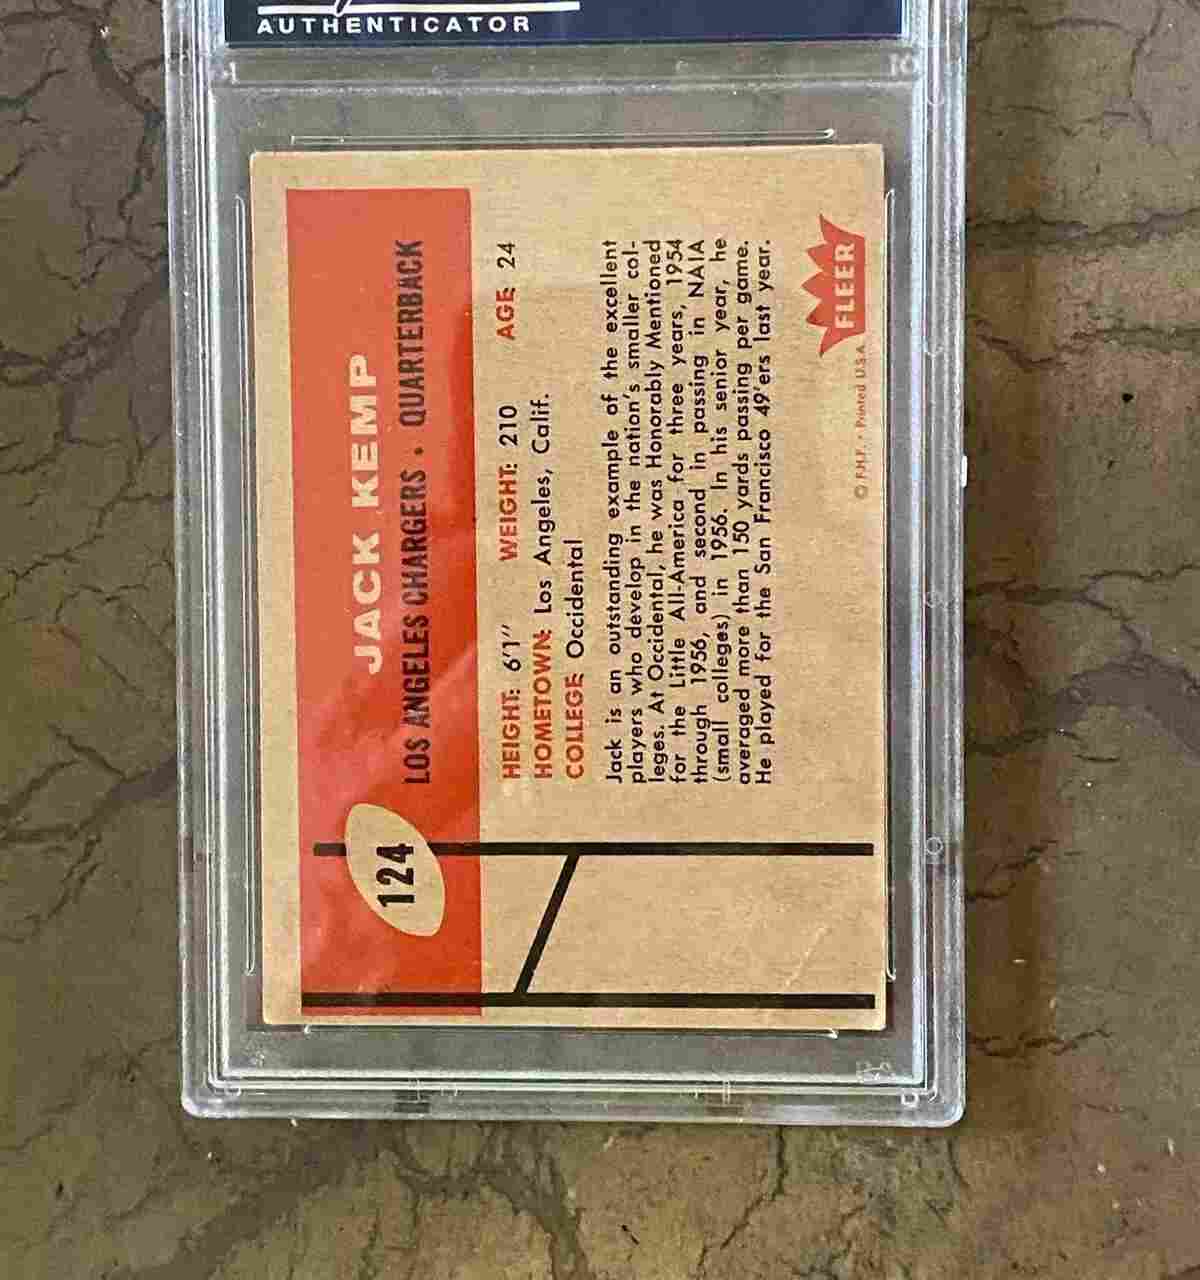 AUTHENTICATOR
124
JACK KEMP
LOS ANGELES CHARGERS • QUARTERBACK
HEIGHT: 6'1" WEIGHT: 210 AGE: 24
HOMETOWN: Los Angeles, Calif.
COLLEGE: Occidental
Jack is an outstanding example of the excellent
players who develop in the nation's smaller col-
leges. At Occidental, he was Honorably Mentioned
for the Little All-America for three years, 1954
through 1956, and second in passing in NAIA
(small colleges) in 1956. In his senior year, he
averaged more than 150 yards passing per game.
He played for the San Francisco 49'ers last year.
© F.H.F. • Printed U.S.A.
FLEER